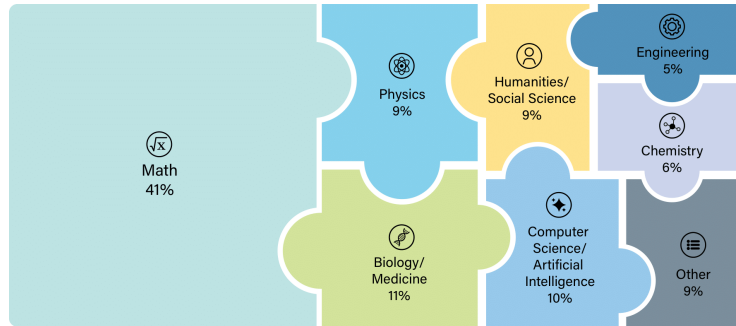 √x
Math
41%
Physics
9%
Humanities/
Social Science
9%
Engineering
5%
Chemistry
6%
Biology/
Medicine
11%
Computer
Science/
Artificial
Intelligence
10%
Other
9%